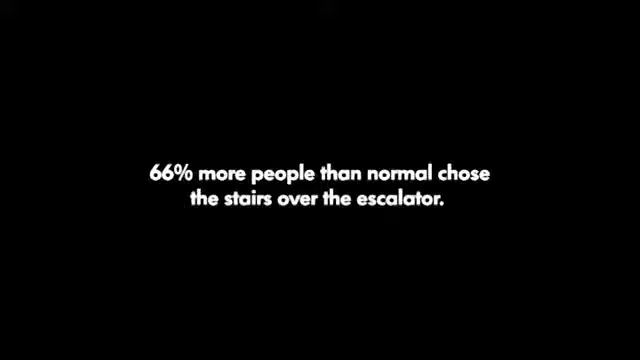 66% more people than normal chose
the stairs over the escalator.